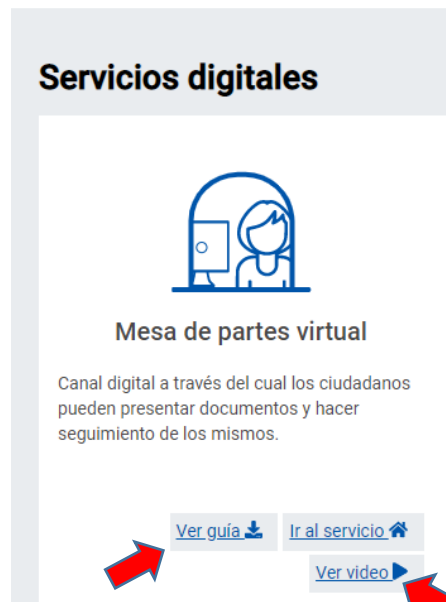 Servicios digitales
Mesa de partes virtual
Canal digital a través del cual los ciudadanos
pueden presentar documentos y hacer
seguimiento de los mismos.
Ver guía Ir al servicio
Ver video